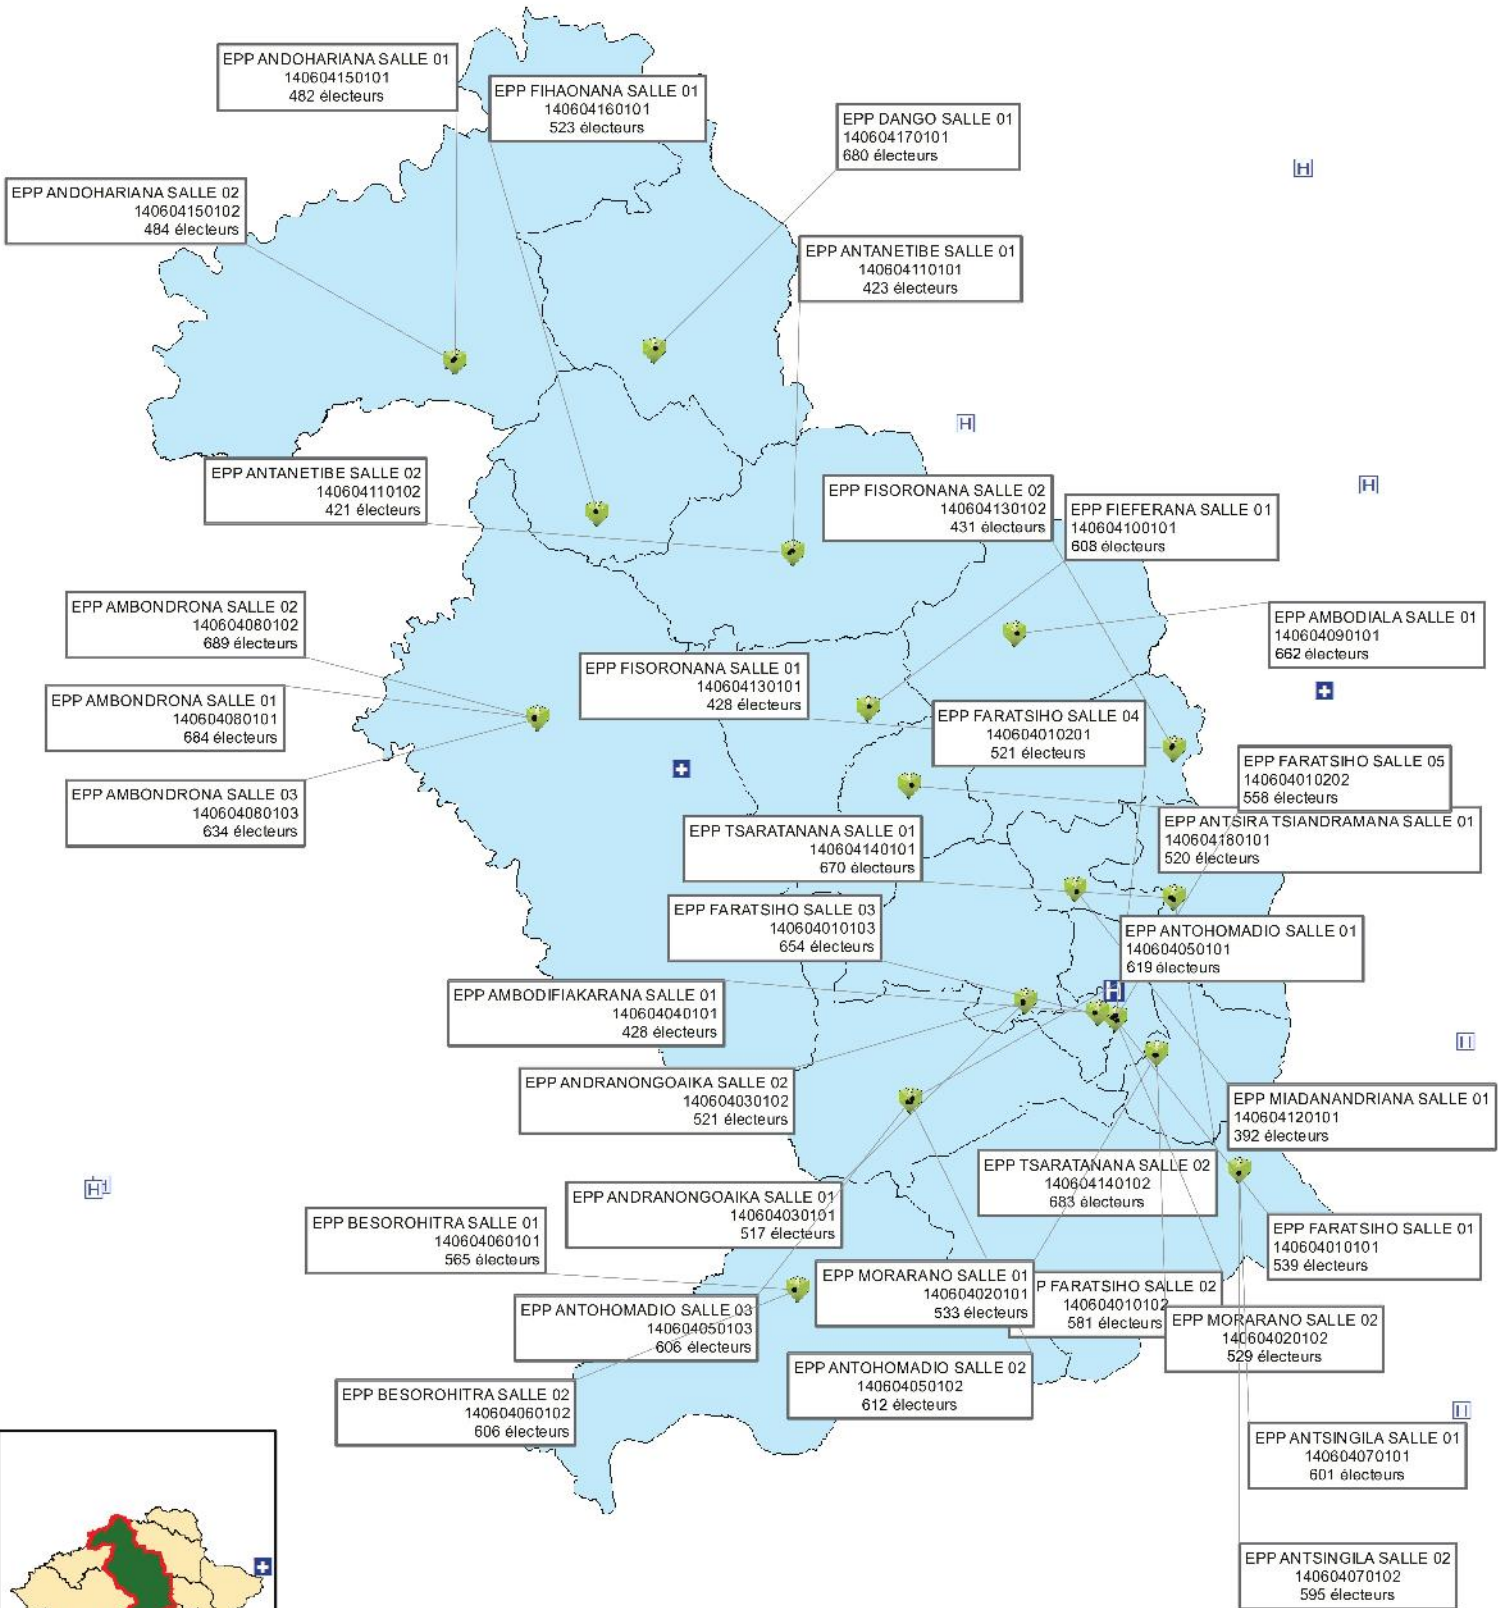 EPP ANDOHARIANA SALLE 01
140604150101
482 électeurs
EPP FIHAONANA SALLE 01
140604160101
523 électeurs
EPP DANGO SALLE 01
140604170101
680 électeurs
H
EPP ANDOHARIANA SALLE 02
140604150102
484 électeurs
EPP ANTANETIBE SALLE 01
140604110101
423 électeurs
H
EPP ANTANETIBE SALLE 02
140604110102
421 électeurs
EPP FISORONANA SALLE 02
140604130102
431 électeurs
H
EPP FIEFERANA SALLE 01
140604100101
608 électeurs
EPP AMBONDRONA SALLE 02
140604080102
689 électeurs
EPP AMBODIALA SALLE 01
140604090101
662 électeurs
EPP FISORONANA SALLE 01
140604130101
428 électeurs
EPP AMBONDRONA SALLE 01
140604080101
684 électeurs
EPP FARATSIHO SALLE 04
140604010201
521 électeurs
EPP FARATSIHO SALLE 05
140604010202
558 électeurs
EPP AMBONDRONA SALLE 03
140604080103
634 électeurs
EPP ANTSIRATSIANDRAMANA SALLE 01
140604180101
520 électeurs
EPP TSARATANANA SALLE 01
140604140101
670 électeurs
EPP FARATSIHO SALLE 03
140604010103
654 électeurs
EPP ANTOHOMADIO SALLE 01
140604050101
619 électeurs
H
EPP AMBODIFIAKARANA SALLE 01
140604040101
428 électeurs
EPP ANDRANONGOAIKA SALLE 02
140604030102
521 électeurs
EPP MIADANANDRIANA SALLE 01
140604120101
392 électeurs
EPP TSARATANANA SALLE 02
140604140102
683 électeurs
H
EPP ANDRANONGOAIKA SALLE 01
140604030101
517 électeurs
EPP BESOROHITRA SALLE 01
140604060101
565 électeurs
EPP FARATSIHO SALLE 01
140604010101
539 électeurs
EPP MORARANO SALLE 01
140604020101
533 électeurs
P FARATSIHO SALLE 02
140604010102
581 électeurs
EPP ANTOHOMADIO SALLE 03
140604050103
606 électeurs
EPP MORARANO SALLE 02
140604020102
529 électeurs
EPP ANTOHOMADIO SALLE 02
140604050102
612 électeurs
EPP BESOROHITRA SALLE 02
140604060102
606 électeurs
EPP ANTSINGILA SALLE 01
140604070101
601 électeurs
EPP ANTSINGILA SALLE 02
140604070102
595 électeurs